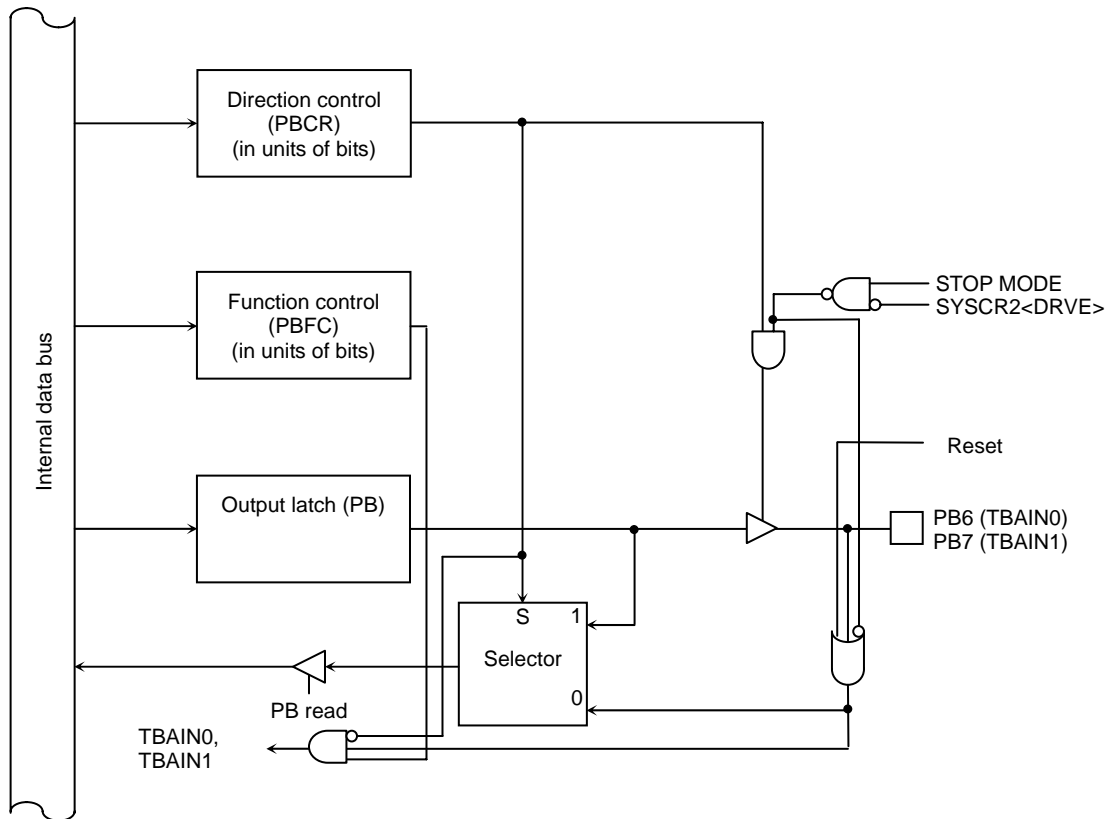 Internal data bus
Direction control
(PBCR)
(in units of bits)
Function control
(PBFC)
(in units of bits)
STOP MODE
SYSCR2<DRVE>
Reset
Output latch (PB)
PB6 (TBAIN0)
PB7 (TBAIN1)
S
1
Selector
0
PB read
TBAIN0,
TBAIN1